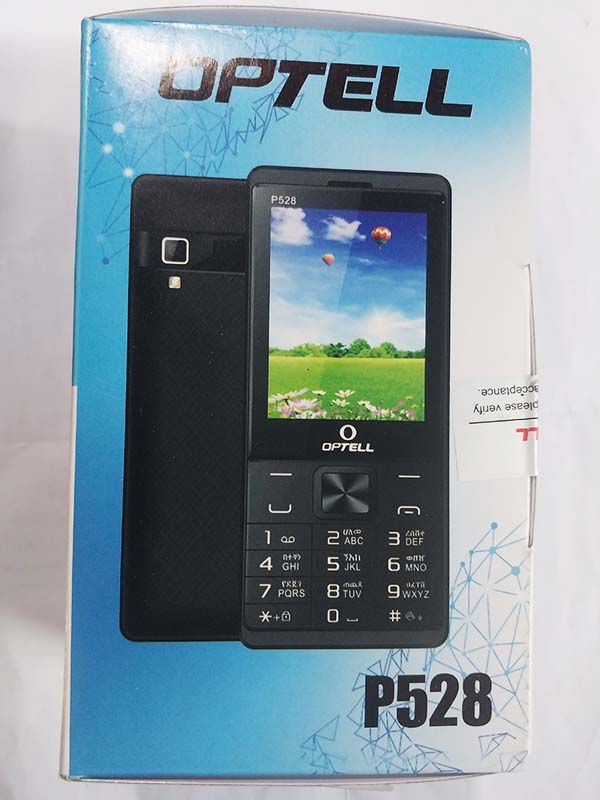 OPTELL
P528
OPTELL
1
2 ሀለመ ABC
3 DEF
4 GHI
5 JKL
6 MNO
7 PQRS
8 TUV
9 WXYZ
*+
0
#
please verify
acceptance.
P528